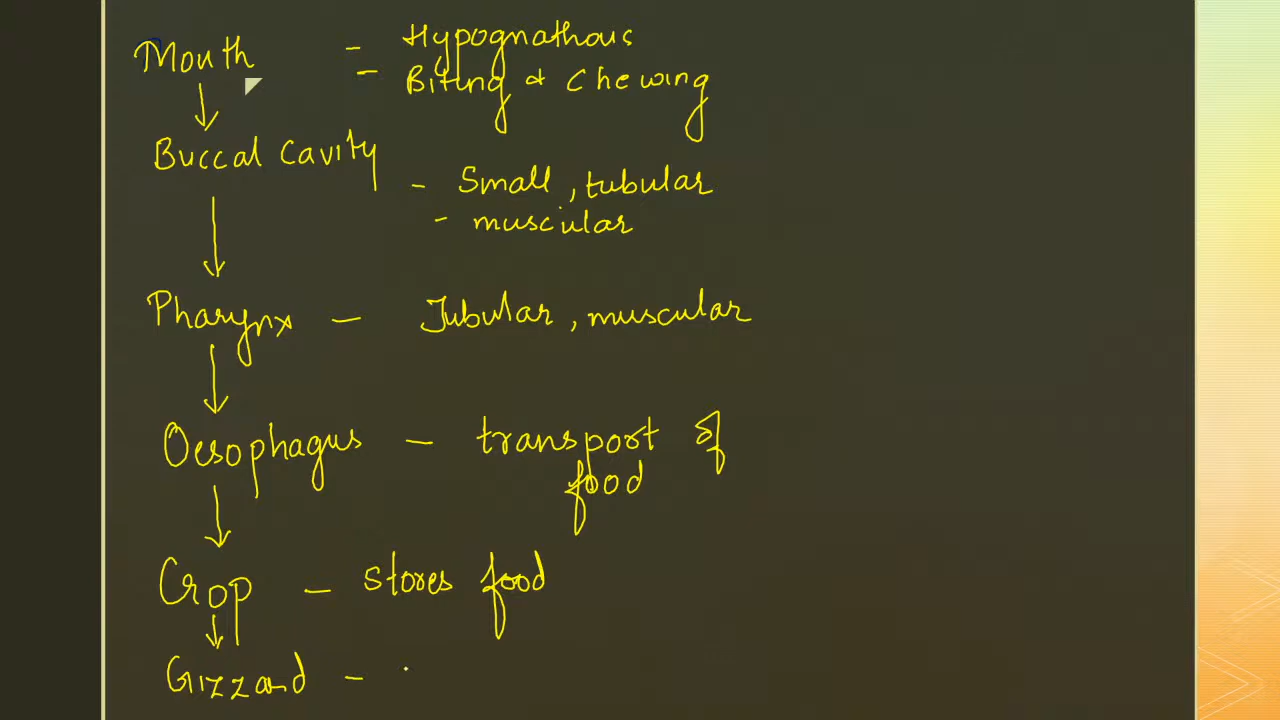 Mouth - Hypognathous
- Biting & Chewing
Buccal Cavity
- Small, tubular
- muscular
Pharynx - Tubular, muscular
Oesophagus - transport of
food
Crop - stores food
Gizzard -